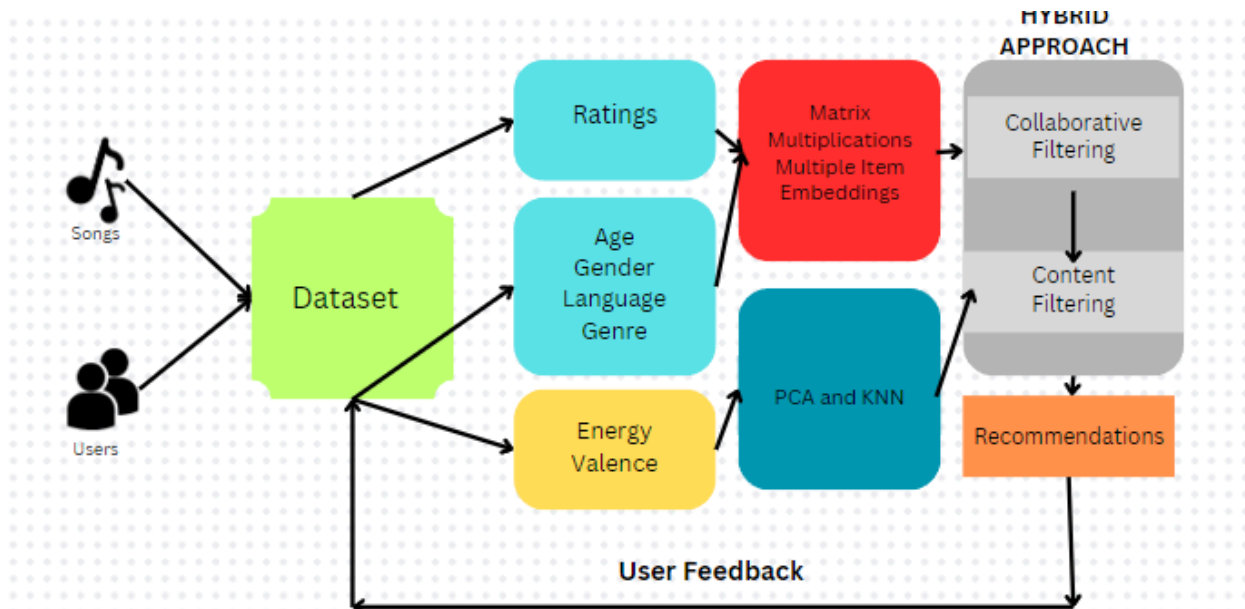 HYBRID
APPROACH
Songs
Users
Dataset
Ratings
Age
Gender
Language
Genre
Energy
Valence
Matrix
Multiplications
Multiple Item
Embeddings
PCA and KNN
Collaborative
Filtering
Content
Filtering
Recommendations
User Feedback